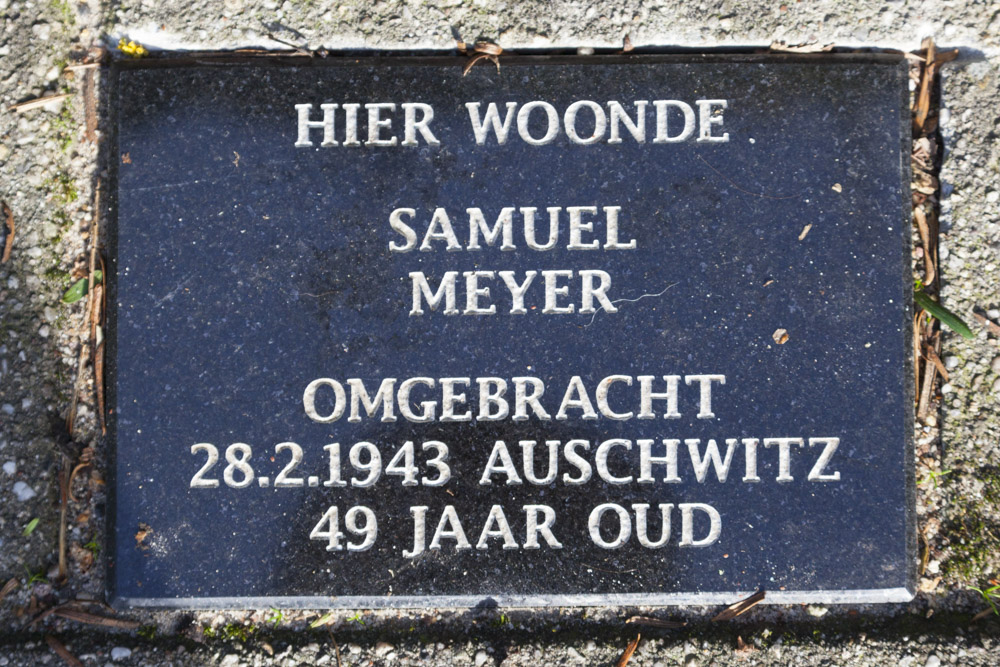 HIER WOONDE
SAMUEL
MEYER
OMGEBRACHT
28.2.1943 AUSCHWITZ
49 JAAR OUD